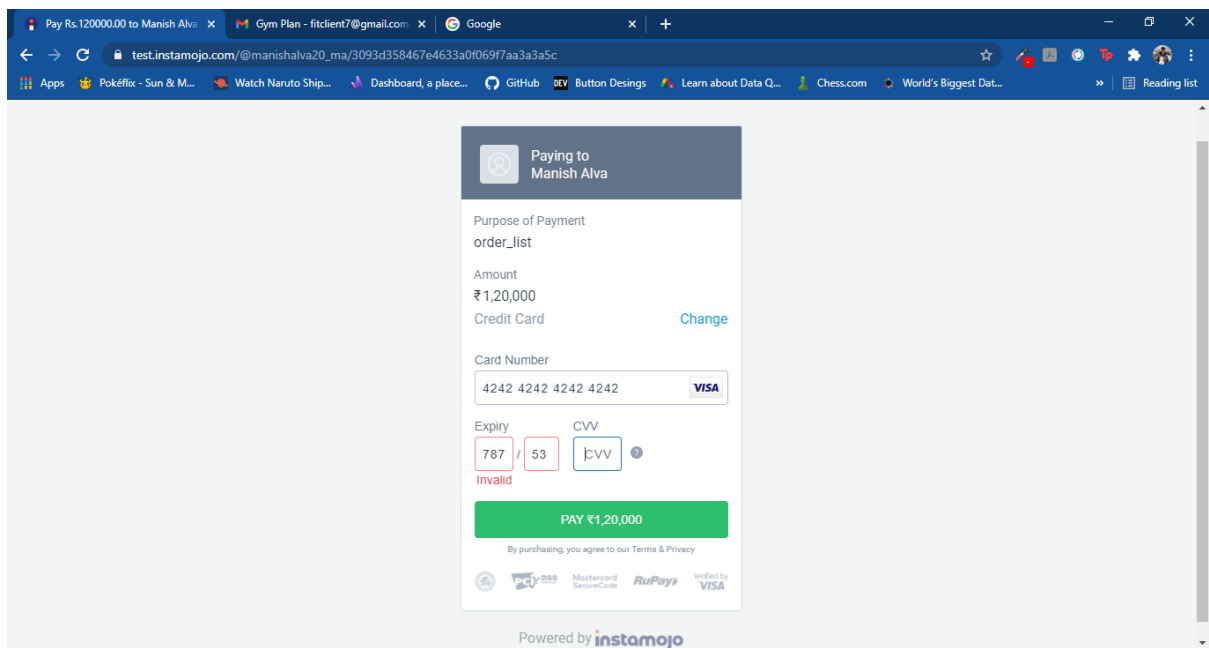 Pay Rs.120000.00 to Manish Alva
Gym Plan - fitclient7@gmail.com
Google
test.instamojo.com/@manishalva20_ma/3093d358467e4633a0f069f7aa3a3a5c
Apps
Pokéflix - Sun & M...
Watch Naruto Ship...
Dashboard, a place...
GitHub
DEV
Button Desings
Learn about Data Q...
Chess.com
World's Biggest Dat...
»
Reading list
Paying to
Manish Alva
Purpose of Payment
order_list
Amount
₹1,20,000
Credit Card Change
Card Number
4242 4242 4242 4242 VISA
Expiry CVV
787 / 53 CVV ?
Invalid
PAY ₹1,20,000
By purchasing, you agree to our Terms & Privacy
PCI DSS
Mastercard
SecureCode
RuPay
Verified by
VISA
Powered by instamojo